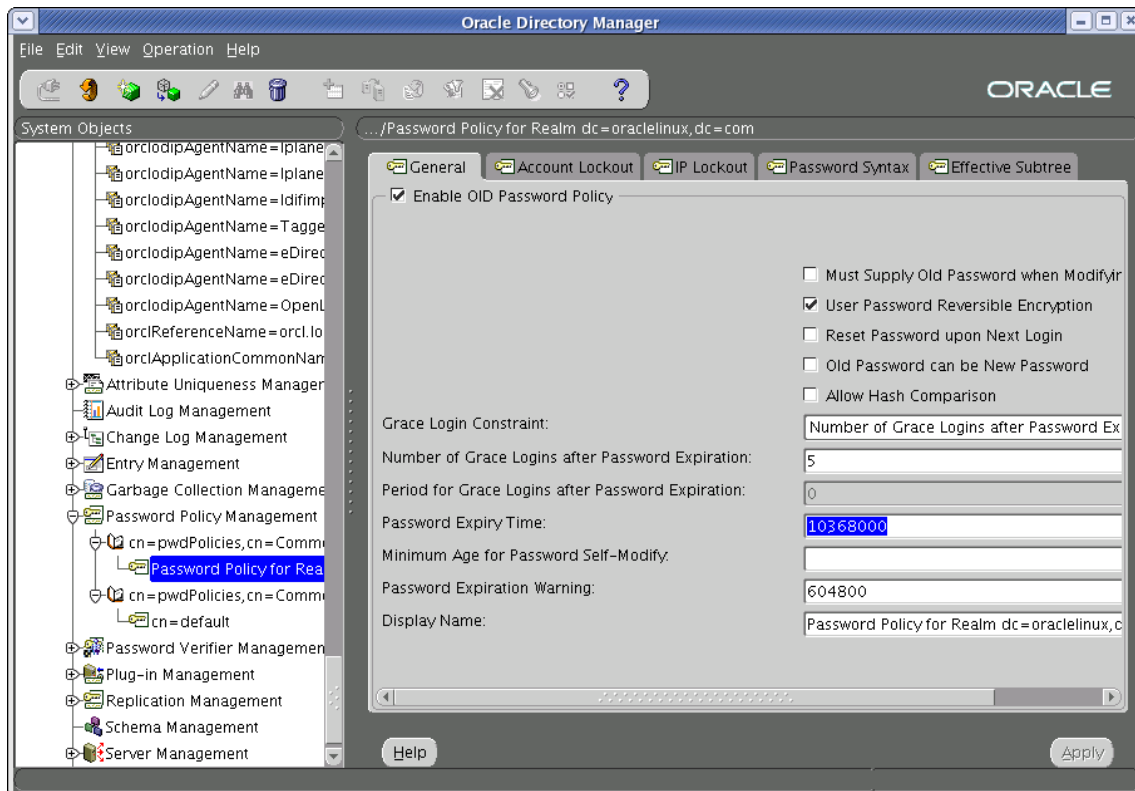 Oracle Directory Manager
File Edit View Operation Help
ORACLE
System Objects
.../Password Policy for Realm dc=oraclelinux,dc=com
orclodipAgentName=Iplane
orclodipAgentName=Iplane
orclodipAgentName=ldifimp
orclodipAgentName=Tagge
orclodipAgentName=eDirec
orclodipAgentName=eDirec
orclodipAgentName=OpenL
orclReferenceName=orcl.lo
orclApplicationCommonNam
Attribute Uniqueness Manager
Audit Log Management
Change Log Management
Entry Management
Garbage Collection Manageme
Password Policy Management
cn=pwdPolicies,cn=Commo
Password Policy for Rea
cn=pwdPolicies,cn=Commo
cn=default
Password Verifier Managemen
Plug-in Management
Replication Management
Schema Management
Server Management
General Account Lockout IP Lockout Password Syntax Effective Subtree
Enable OID Password Policy
Must Supply Old Password when Modifyin
User Password Reversible Encryption
Reset Password upon Next Login
Old Password can be New Password
Allow Hash Comparison
Grace Login Constraint: Number of Grace Logins after Password Ex
Number of Grace Logins after Password Expiration: 5
Period for Grace Logins after Password Expiration: 0
Password Expiry Time: 10368000
Minimum Age for Password Self-Modify:
Password Expiration Warning: 604800
Display Name: Password Policy for Realm dc=oraclelinux,c
Help Apply